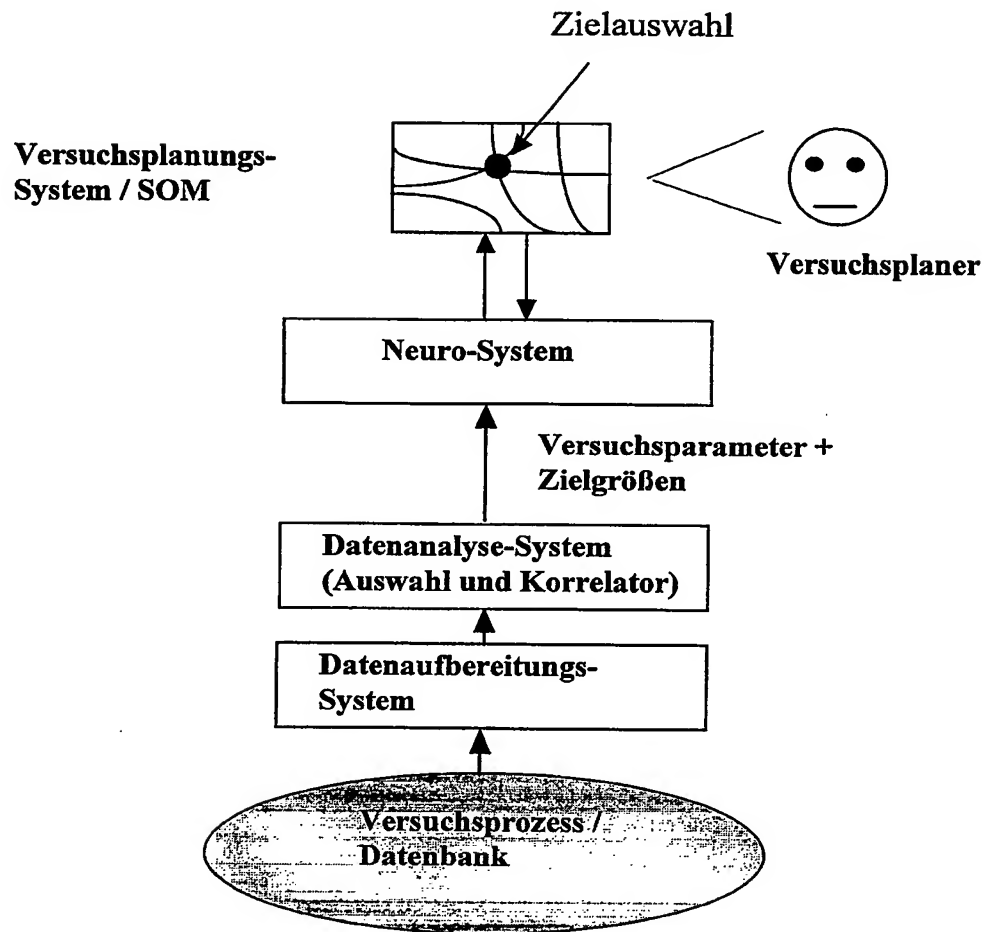 Zielauswahl
Versuchsplanungs-
System / SOM
Versuchsplaner
Neuro-System
Versuchsparameter +
Zielgrößen
Datenanalyse-System
(Auswahl und Korrelator)
Datenaufbereitungs-
System
Versuchsprozess /
Datenbank